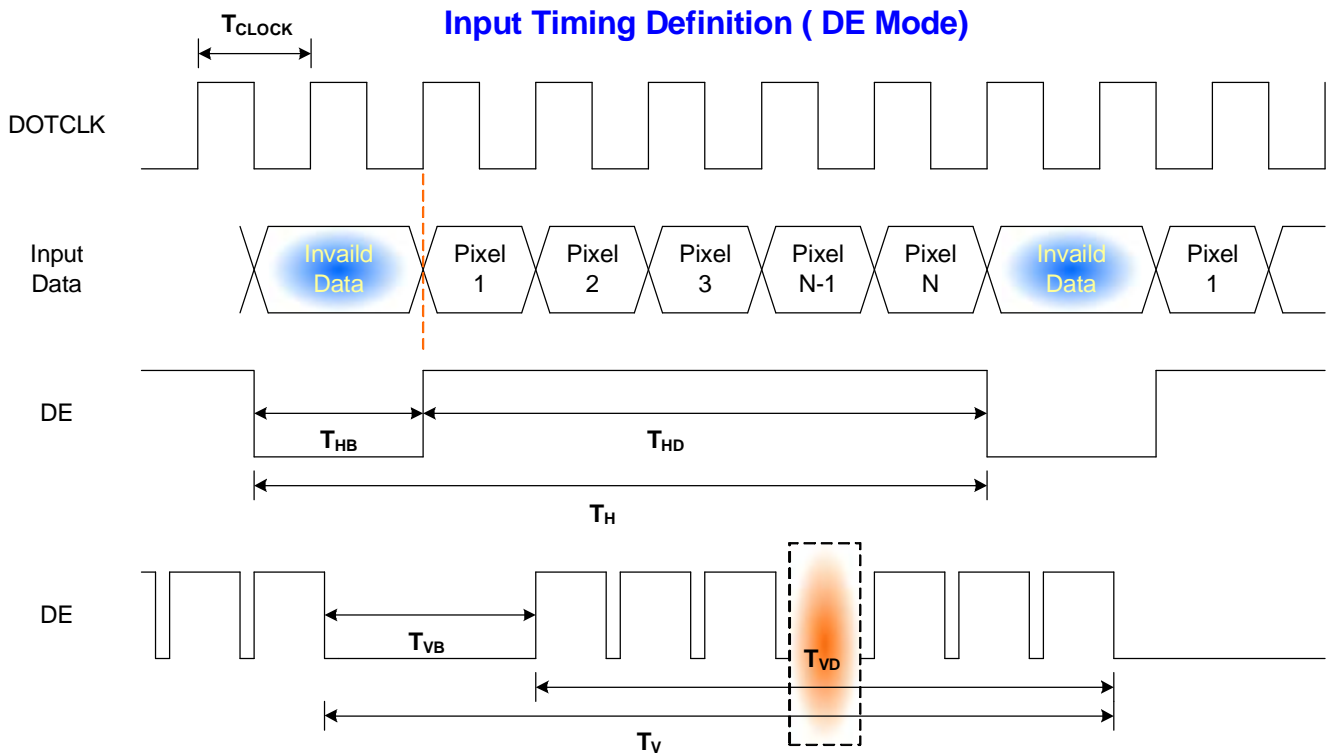 Input Timing Definition ( DE Mode)
TCLOCK
DOTCLK
Input
Data
Invaild
Data
Pixel
1
Pixel
2
Pixel
3
Pixel
N-1
Pixel
N
Invaild
Data
Pixel
1
DE
THB
THD
TH
DE
TVB
TVD
TV